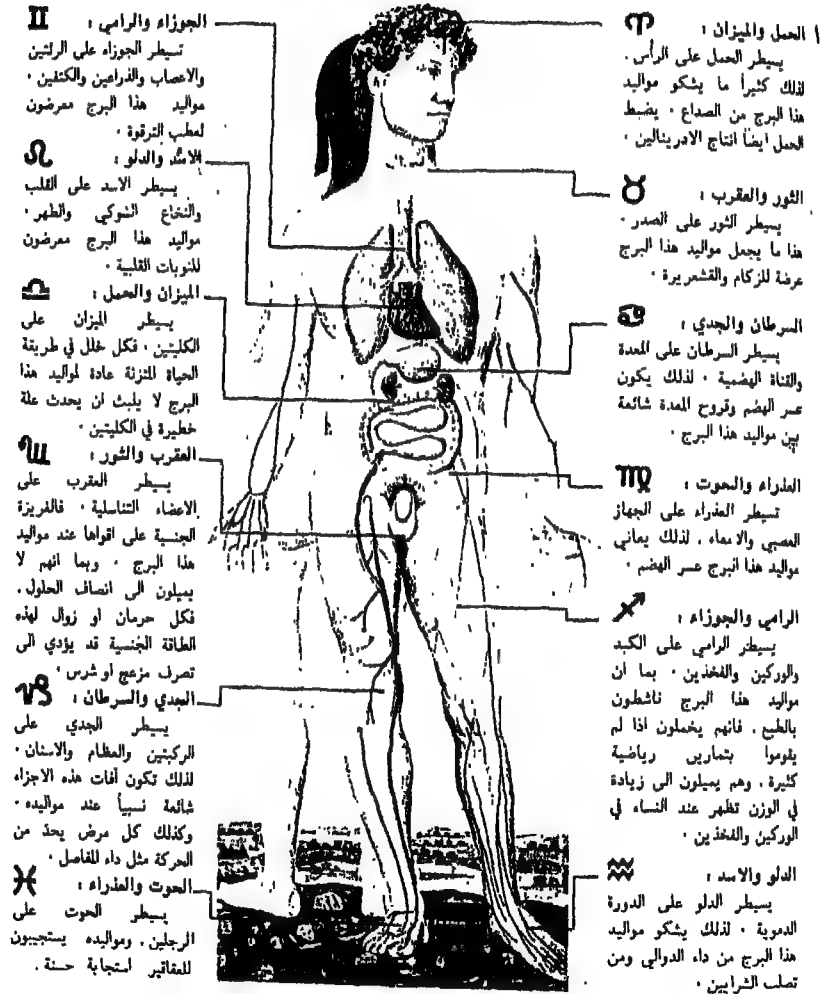 الحمل والميزان :
يسيطر الحمل على الرأس .
لذلك كثيراً ما يشكو مواليد
هذا البرج من الصداع . يضبط
الحمل ايضاً انتاج الادرينالين .
الثور والعقرب :
يسيطر الثور على الصدر .
هذا ما يجعل مواليد هذا البرج
عرضة للزكام والقشعريرة .
السرطان والجدي :
يسيطر السرطان على المعدة
والقناة الهضمية . لذلك يكون
عسر الهضم وقروح المعدة شائعة
بين مواليد هذا البرج .
العذراء والحوت :
تسيطر العذراء على الجهاز
العصبي والامعاء . لذلك يعاني
مواليد هذا البرج عسر الهضم .
الرامي والجوزاء :
يسيطر الرامي على الكبد
والوركين والفخذين . بما ان
مواليد هذا البرج ناشطون
بالطبع . فانهم يخملون اذا لم
يقوموا بتمارين رياضية
كثيرة . وهم يميلون الى زيادة
في الوزن تظهر عند النساء في
الوركين والفخذين .
الدلو والاسد :
يسيطر الدلو على الدورة
الدموية . لذلك يشكو مواليد
هذا البرج من داء الدوالي ومن
تصلب الشرايين .
الجوزاء والرامي :
تسيطر الجوزاء على الرئتين
والاعصاب والذراعين والكتفين .
مواليد هذا البرج معرضون
لعطب الترقوة .
الاسد والدلو :
يسيطر الاسد على القلب
والنخاع الشوكي والظهر .
مواليد هذا البرج معرضون
للنوبات القلبية .
الميزان والحمل :
يسيطر الميزان على
الكليتين . فكل خلل في طريقة
الحياة المتزنة عادة لمواليد هذا
البرج لا يلبث ان يحدث علة
خطيرة في الكليتين .
العقرب والثور :
يسيطر العقرب على
الاعضاء التناسلية . فالغريزة
الجنسية على اقواها عند مواليد
هذا البرج . وبما انهم لا
يميلون الى انصاف الحلول .
فكل حرمان او زوال لهذه
الطاقة الجنسية قد يؤدي الى
تصرف مزعج او شرس .
الجدي والسرطان :
يسيطر الجدي على
الركبتين والعظام والاسنان .
لذلك تكون آفات هذه الاجزاء
شائعة نسبياً عند مواليده .
وكذلك كل مرض يحدّ من
الحركة مثل داء المفاصل .
الحوت والعذراء :
يسيطر الحوت على
الرجلين . ومواليده يستجيبون
للعقاقير استجابة حسنة .